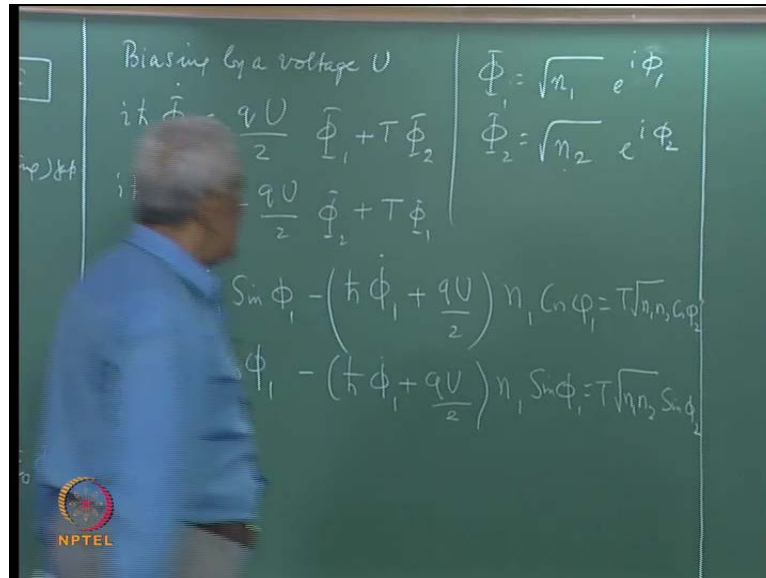 Biasing by a voltage U
iħ Φ̇ qU/2 Φ₁ + T Φ₂
i - qU/2 Φ₂ + T Φ₁
Sin ϕ₁ - (ħ ϕ̇₁ + qU/2) n₁ Cos φ₁ = T√n₁n₂ Cos φ₂
ϕ₁ - (ħ ϕ̇₁ + qU/2) n₁ Sin ϕ₁ = T√n₁n₂ Sin ϕ₂
Φ₁ = √n₁ e^{iϕ₁}
Φ₂ = √n₂ e^{iϕ₂}
NPTEL